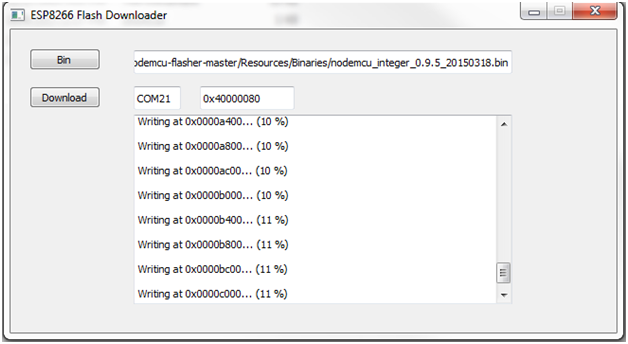 ESP8266 Flash Downloader
Bin
odemcu-flasher-master/Resources/Binaries/nodemcu_integer_0.9.5_20150318.bin
Download COM21 0x40000080
Writing at 0x0000a400... (10 %)
Writing at 0x0000a800... (10 %)
Writing at 0x0000ac00... (10 %)
Writing at 0x0000b000... (10 %)
Writing at 0x0000b400... (11 %)
Writing at 0x0000b800... (11 %)
Writing at 0x0000bc00... (11 %)
Writing at 0x0000c000... (11 %)